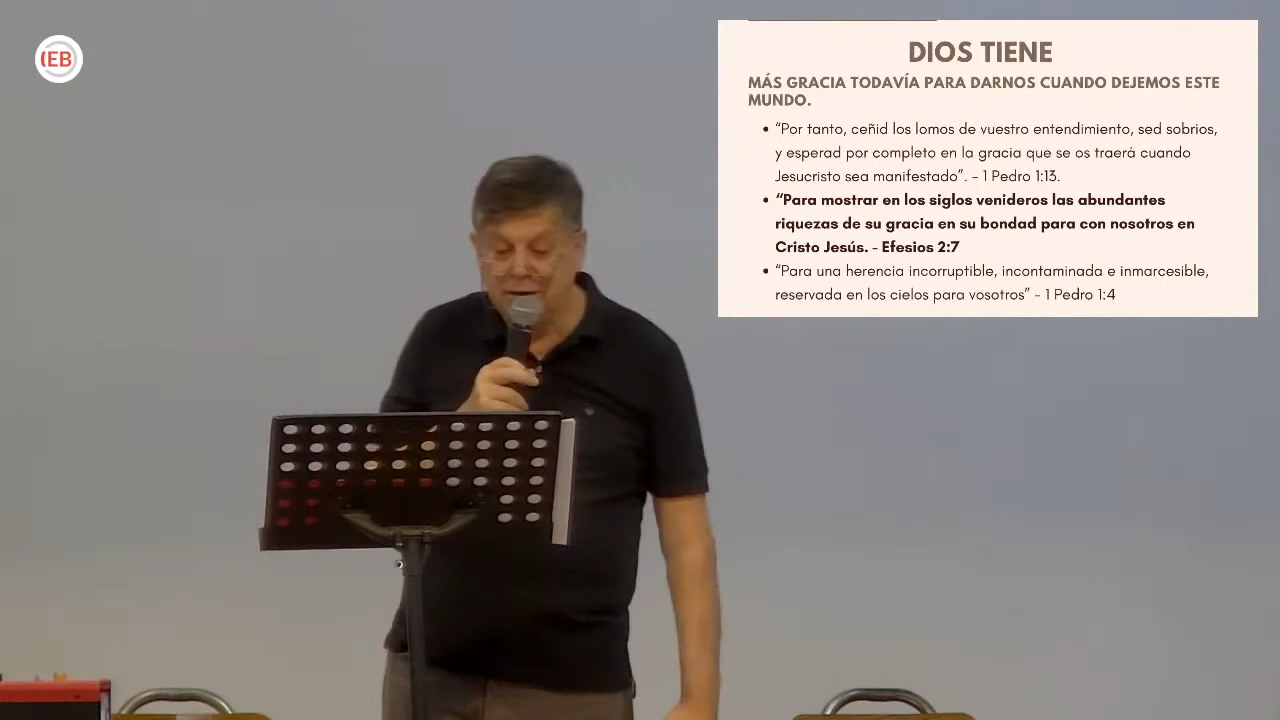 IEB
DIOS TIENE
MÁS GRACIA TODAVÍA PARA DARNOS CUANDO DEJEMOS ESTE
MUNDO.
• “Por tanto, ceñid los lomos de vuestro entendimiento, sed sobrios,
y esperad por completo en la gracia que se os traerá cuando
Jesucristo sea manifestado”. - 1 Pedro 1:13.
• “Para mostrar en los siglos venideros las abundantes
riquezas de su gracia en su bondad para con nosotros en
Cristo Jesús. - Efesios 2:7
• “Para una herencia incorruptible, incontaminada e inmarcesible,
reservada en los cielos para vosotros” - 1 Pedro 1:4